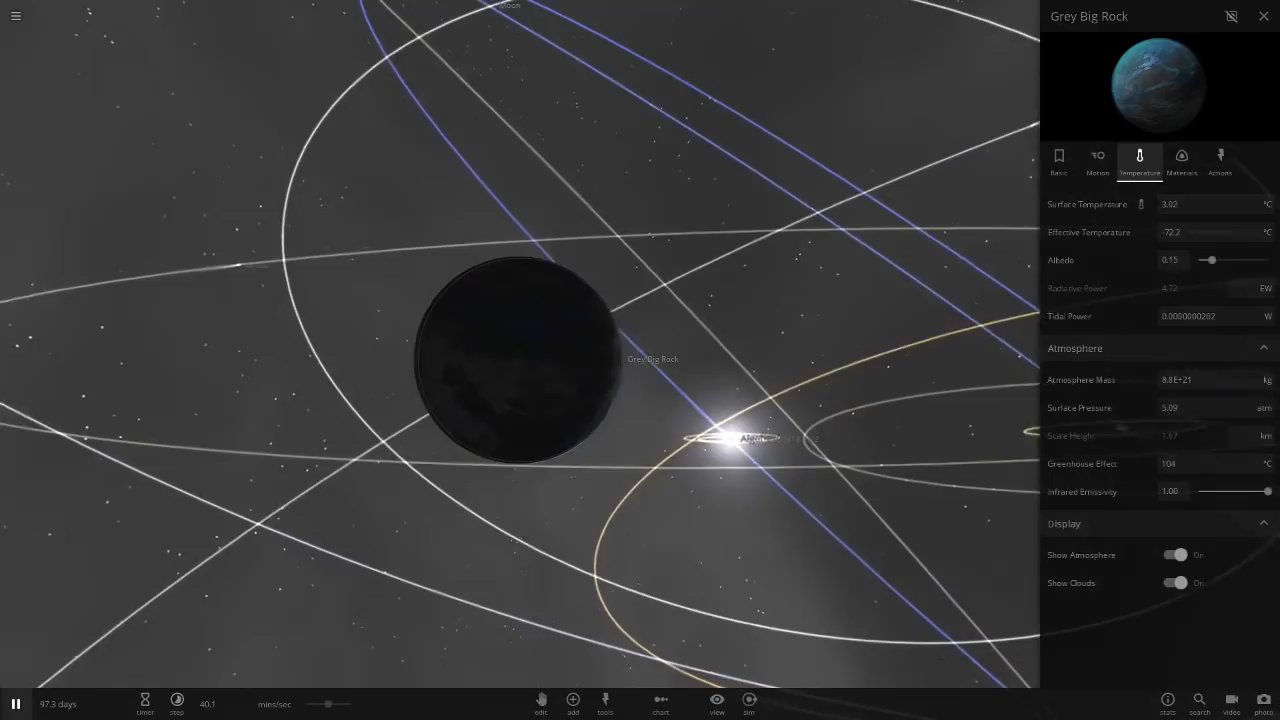 Moon
Grey Big Rock
Basic
Motion
Temperature
Materials
Actions
Surface Temperature 3.02 °C
Effective Temperature -72.2 °C
Albedo 0.15
Radiative Power 4.72 EW
Tidal Power 0.0000000262 W
Grey Big Rock
Atmosphere
Atmosphere Mass 8.8E+21 kg
Surface Pressure 5.09 atm
Scale Height km
Greenhouse Effect 104 °C
Infrared Emissivity 1.00
Display
Show Atmosphere On
Show Clouds On
97.3 days
timer
step
40.1
mins/sec
edit
add
tools
chart
view
sim
stats
search
video
photo